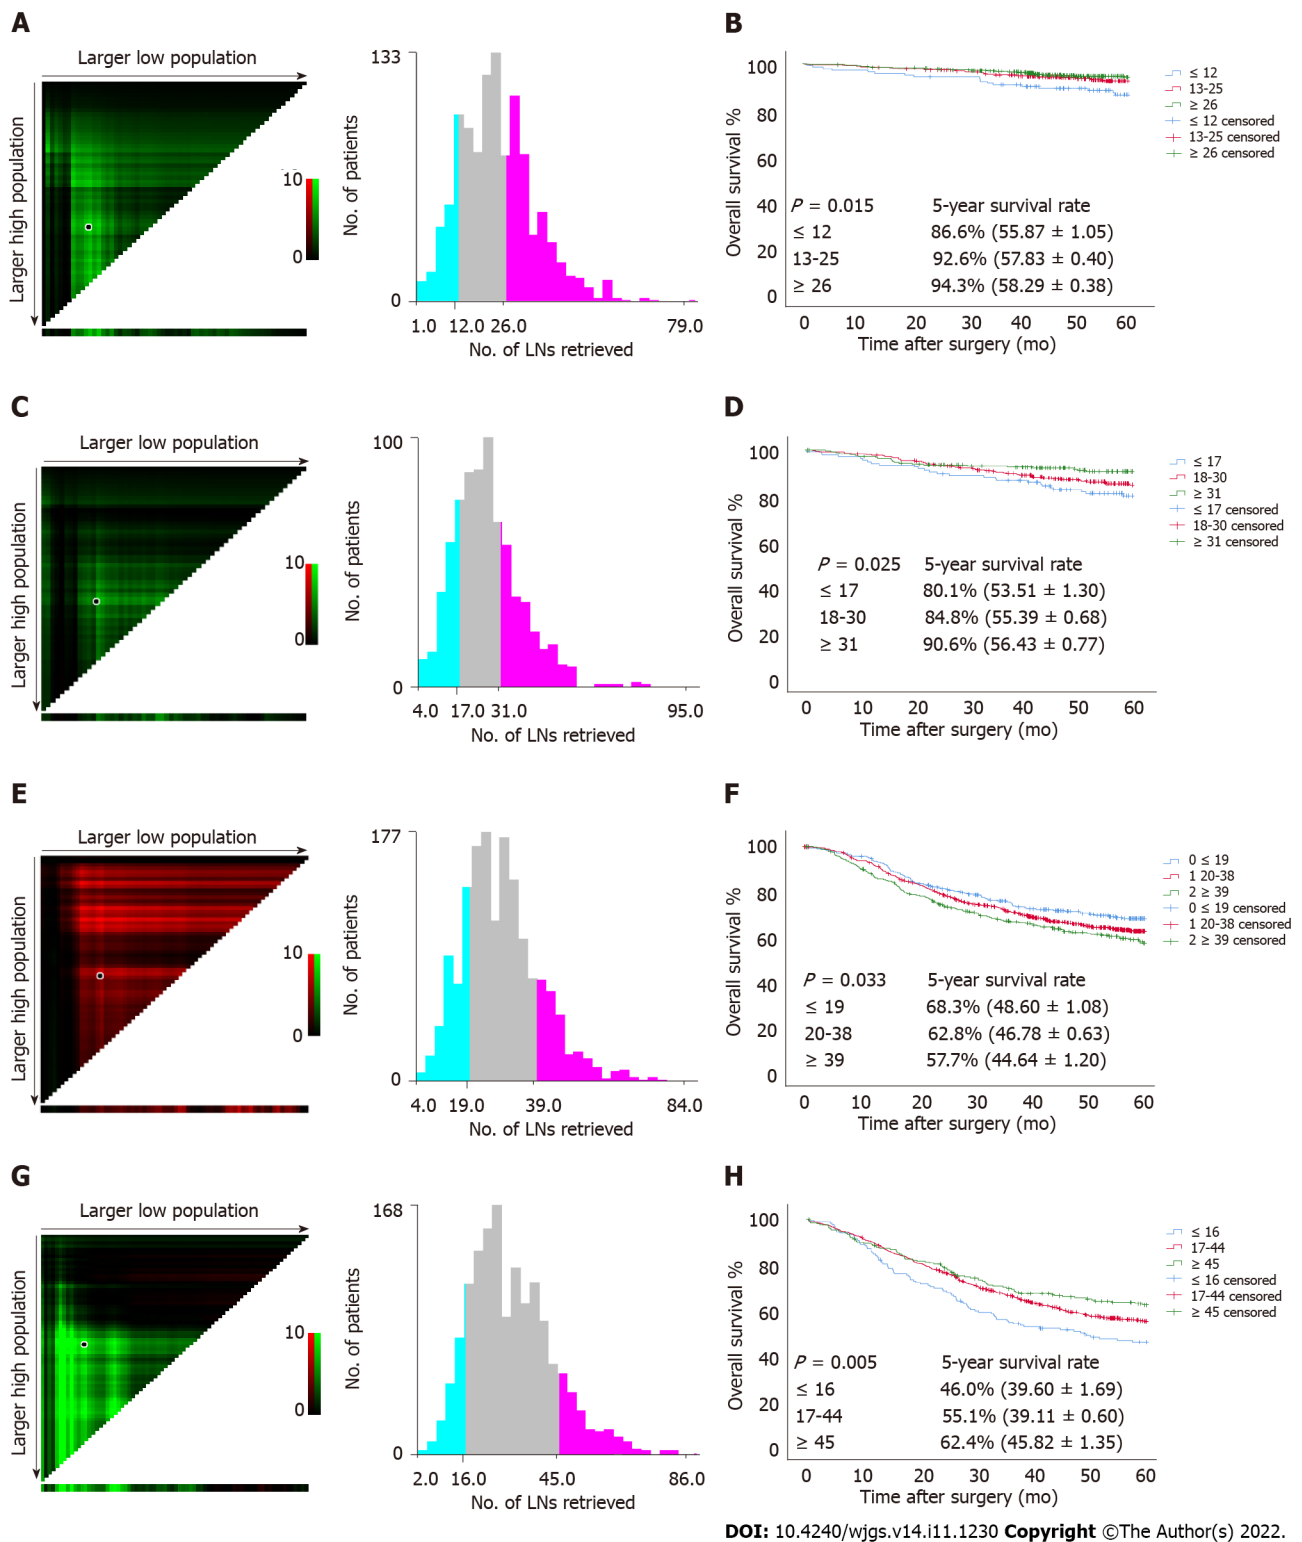 A
Larger low population
Larger high population
10
0
No. of patients
133
0
1.0 12.0 26.0 79.0
No. of LNs retrieved
B
Overall survival %
100
80
60
40
20
0
P = 0.015 5-year survival rate
≤ 12 86.6% (55.87 ± 1.05)
13-25 92.6% (57.83 ± 0.40)
≥ 26 94.3% (58.29 ± 0.38)
0 10 20 30 40 50 60
Time after surgery (mo)
≤ 12
13-25
≥ 26
≤ 12 censored
13-25 censored
≥ 26 censored
C
Larger low population
Larger high population
10
0
No. of patients
100
0
4.0 17.0 31.0 95.0
No. of LNs retrieved
D
Overall survival %
100
80
60
40
20
0
P = 0.025 5-year survival rate
≤ 17 80.1% (53.51 ± 1.30)
18-30 84.8% (55.39 ± 0.68)
≥ 31 90.6% (56.43 ± 0.77)
0 10 20 30 40 50 60
Time after surgery (mo)
≤ 17
18-30
≥ 31
≤ 17 censored
18-30 censored
≥ 31 censored
E
Larger low population
Larger high population
10
0
No. of patients
177
0
4.0 19.0 39.0 84.0
No. of LNs retrieved
F
Overall survival %
100
80
60
40
20
0
P = 0.033 5-year survival rate
≤ 19 68.3% (48.60 ± 1.08)
20-38 62.8% (46.78 ± 0.63)
≥ 39 57.7% (44.64 ± 1.20)
0 10 20 30 40 50 60
Time after surgery (mo)
0 ≤ 19
1 20-38
2 ≥ 39
0 ≤ 19 censored
1 20-38 censored
2 ≥ 39 censored
G
Larger low population
Larger high population
10
0
No. of patients
168
0
2.0 16.0 45.0 86.0
No. of LNs retrieved
H
Overall survival %
100
80
60
40
20
0
P = 0.005 5-year survival rate
≤ 16 46.0% (39.60 ± 1.69)
17-44 55.1% (39.11 ± 0.60)
≥ 45 62.4% (45.82 ± 1.35)
0 10 20 30 40 50 60
Time after surgery (mo)
≤ 16
17-44
≥ 45
≤ 16 censored
17-44 censored
≥ 45 censored
DOI: 10.4240/wjgs.v14.i11.1230 Copyright ©The Author(s) 2022.